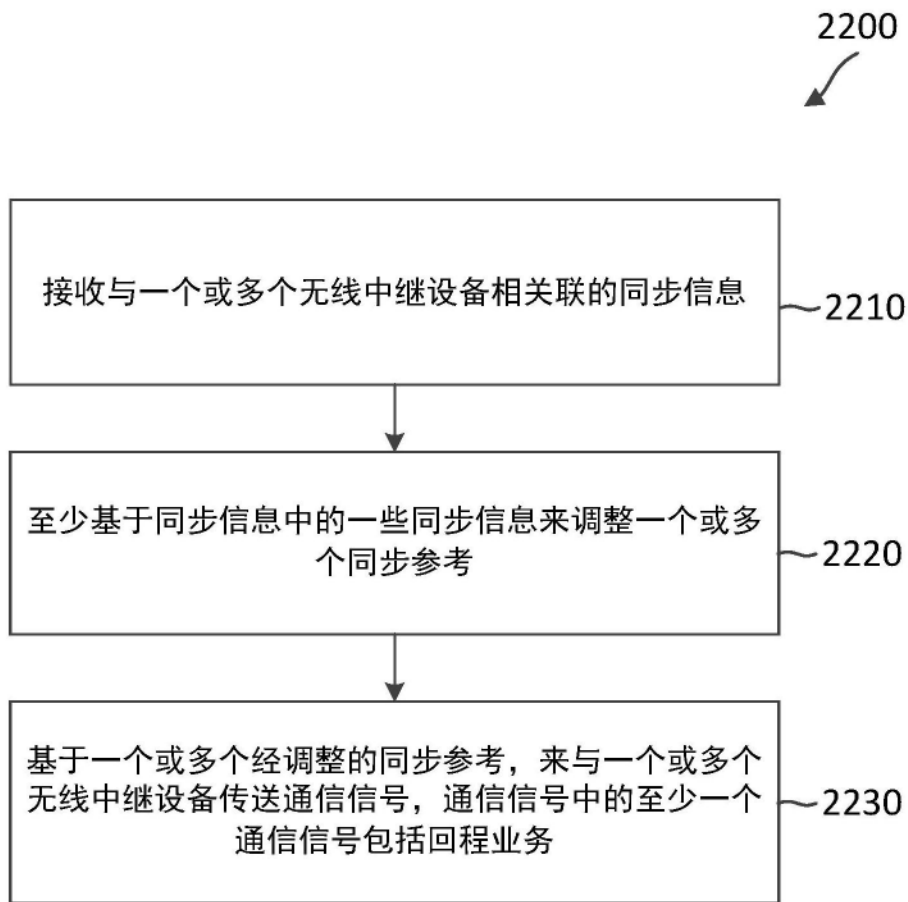 2200
接收与一个或多个无线中继设备相关联的同步信息
2210
至少基于同步信息中的一些同步信息来调整一个或多
个同步参考
2220
基于一个或多个经调整的同步参考，来与一个或多个
无线中继设备传送通信信号，通信信号中的至少一个
通信信号包括回程业务
2230